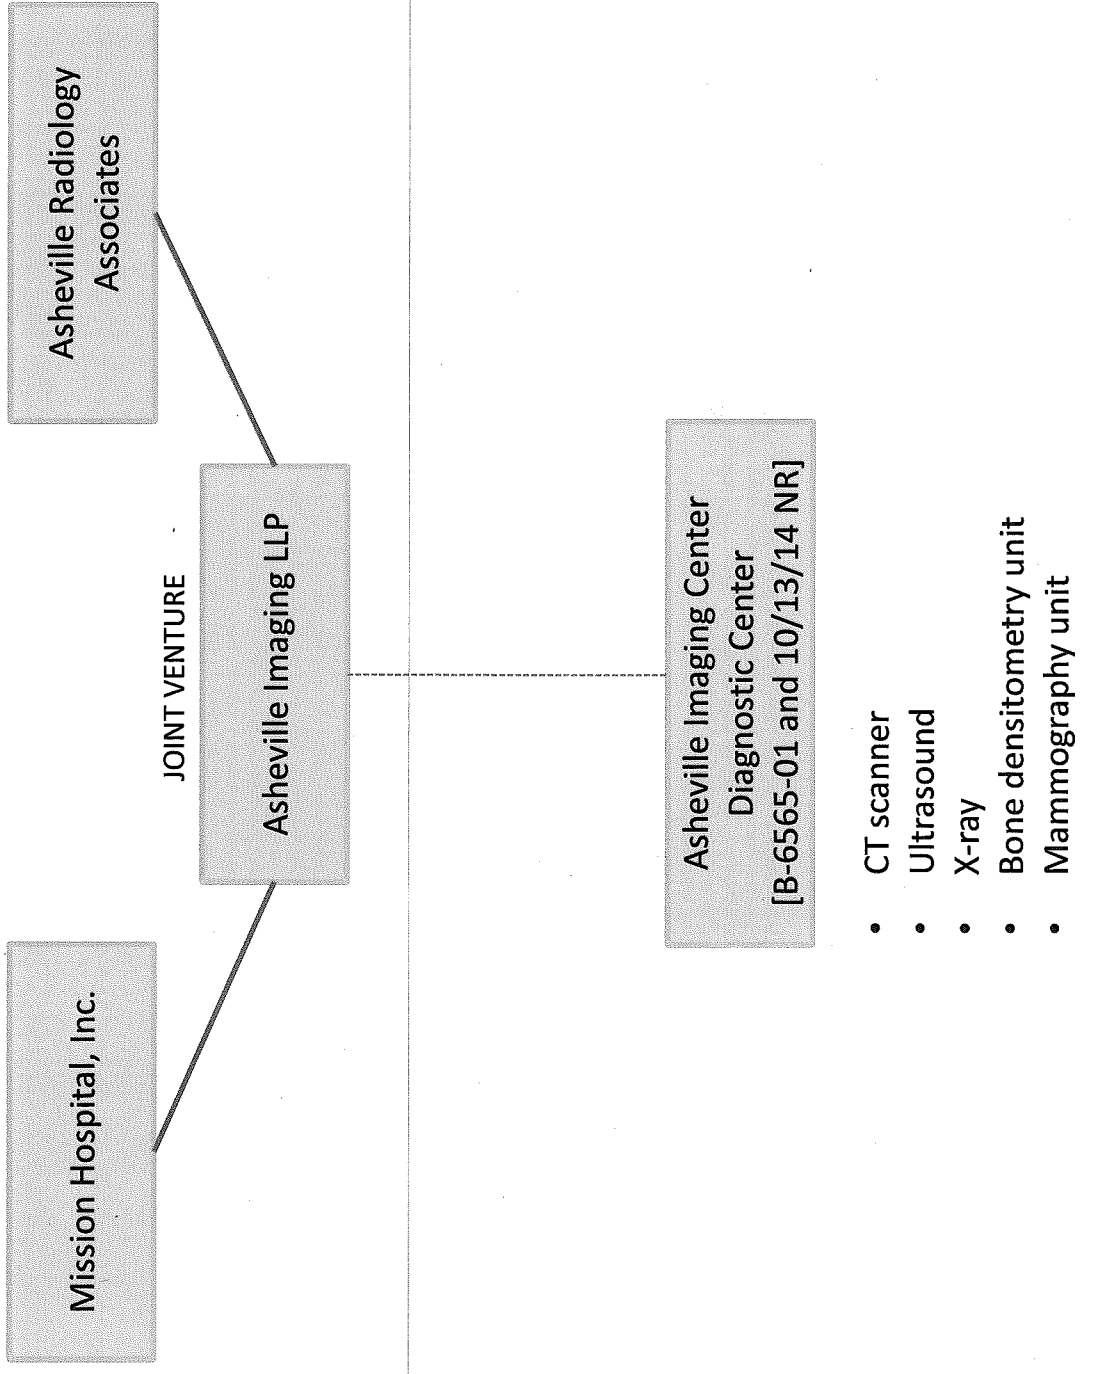 Mission Hospital, Inc.
Asheville Radiology
Associates
JOINT VENTURE
Asheville Imaging LLP
Asheville Imaging Center
Diagnostic Center
[B-6565-01 and 10/13/14 NR]
• CT scanner
• Ultrasound
• X-ray
• Bone densitometry unit
• Mammography unit